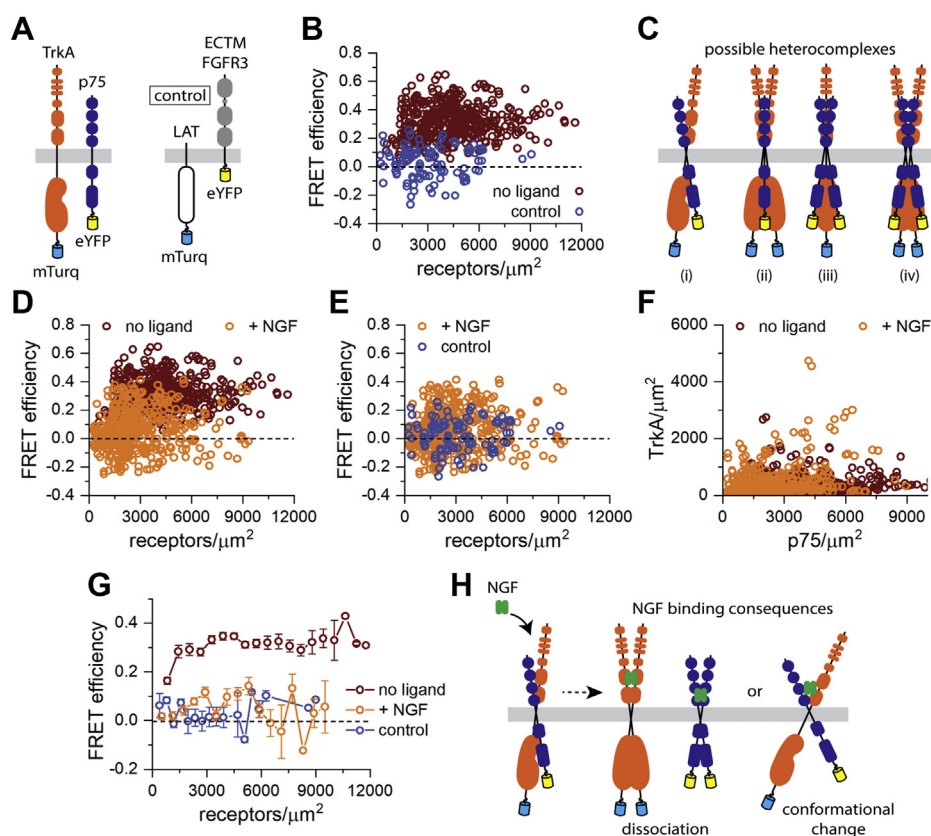 A
TrkA
p75
eYFP
mTurq
control
ECTM
FGFR3
LAT
eYFP
mTurq
B
FRET efficiency
0.8
0.6
0.4
0.2
0.0
-0.2
-0.4
no ligand
control
0 3000 6000 9000 12000
receptors/μm²
C
possible heterocomplexes
(i) (ii) (iii) (iv)
D
FRET efficiency
0.8
0.6
0.4
0.2
0.0
-0.2
-0.4
no ligand + NGF
0 3000 6000 9000 12000
receptors/μm²
E
FRET efficiency
0.8
0.6
0.4
0.2
0.0
-0.2
-0.4
+ NGF
control
0 3000 6000 9000 12000
receptors/μm²
F
TrkA/μm²
6000
4000
2000
0
no ligand + NGF
0 3000 6000 9000
p75/μm²
G
FRET efficiency
0.4
0.2
0.0
-0.2
no ligand
+ NGF
control
0 3000 6000 9000 12000
receptors/μm²
H
NGF
NGF binding consequences
or
dissociation
conformational
change